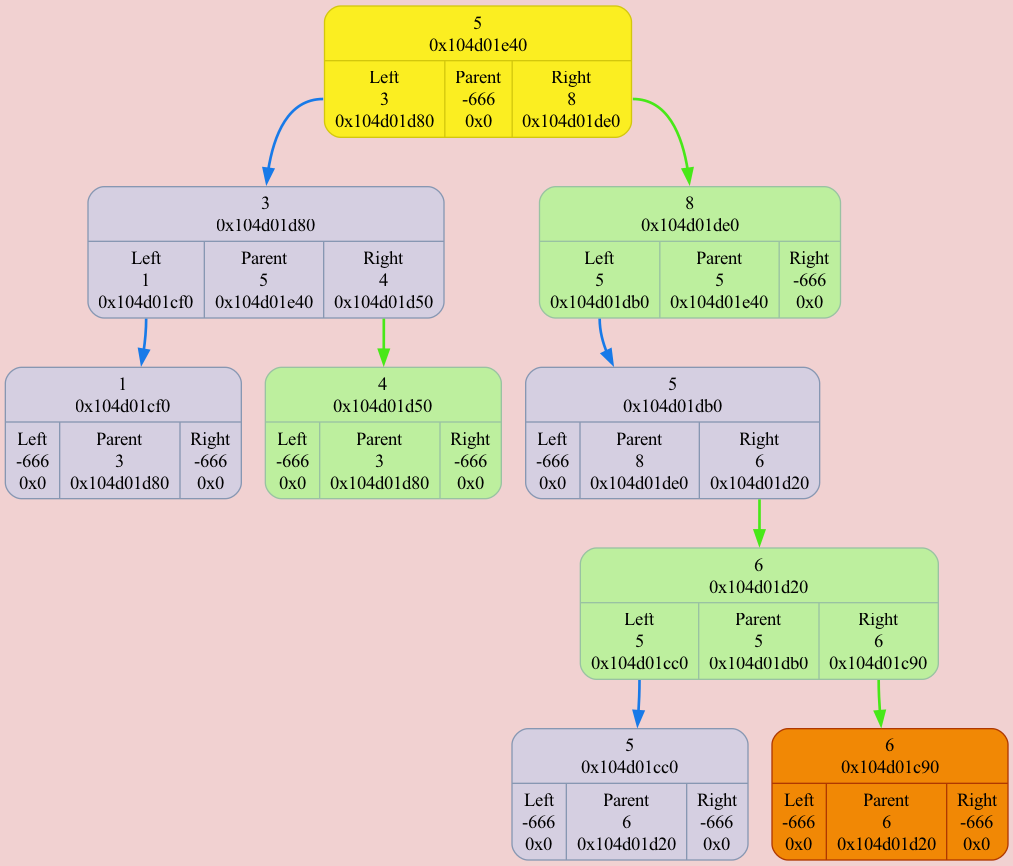 5
0x104d01e40
Left Parent Right
3 -666 8
0x104d01d80 0x0 0x104d01de0
3
0x104d01d80
Left Parent Right
1 5 4
0x104d01cf0 0x104d01e40 0x104d01d50
8
0x104d01de0
Left Parent Right
5 5 -666
0x104d01db0 0x104d01e40 0x0
1
0x104d01cf0
Left Parent Right
-666 3 -666
0x0 0x104d01d80 0x0
4
0x104d01d50
Left Parent Right
-666 3 -666
0x0 0x104d01d80 0x0
5
0x104d01db0
Left Parent Right
-666 8 6
0x0 0x104d01de0 0x104d01d20
6
0x104d01d20
Left Parent Right
5 5 6
0x104d01cc0 0x104d01db0 0x104d01c90
5
0x104d01cc0
Left Parent Right
-666 6 -666
0x0 0x104d01d20 0x0
6
0x104d01c90
Left Parent Right
-666 6 -666
0x0 0x104d01d20 0x0